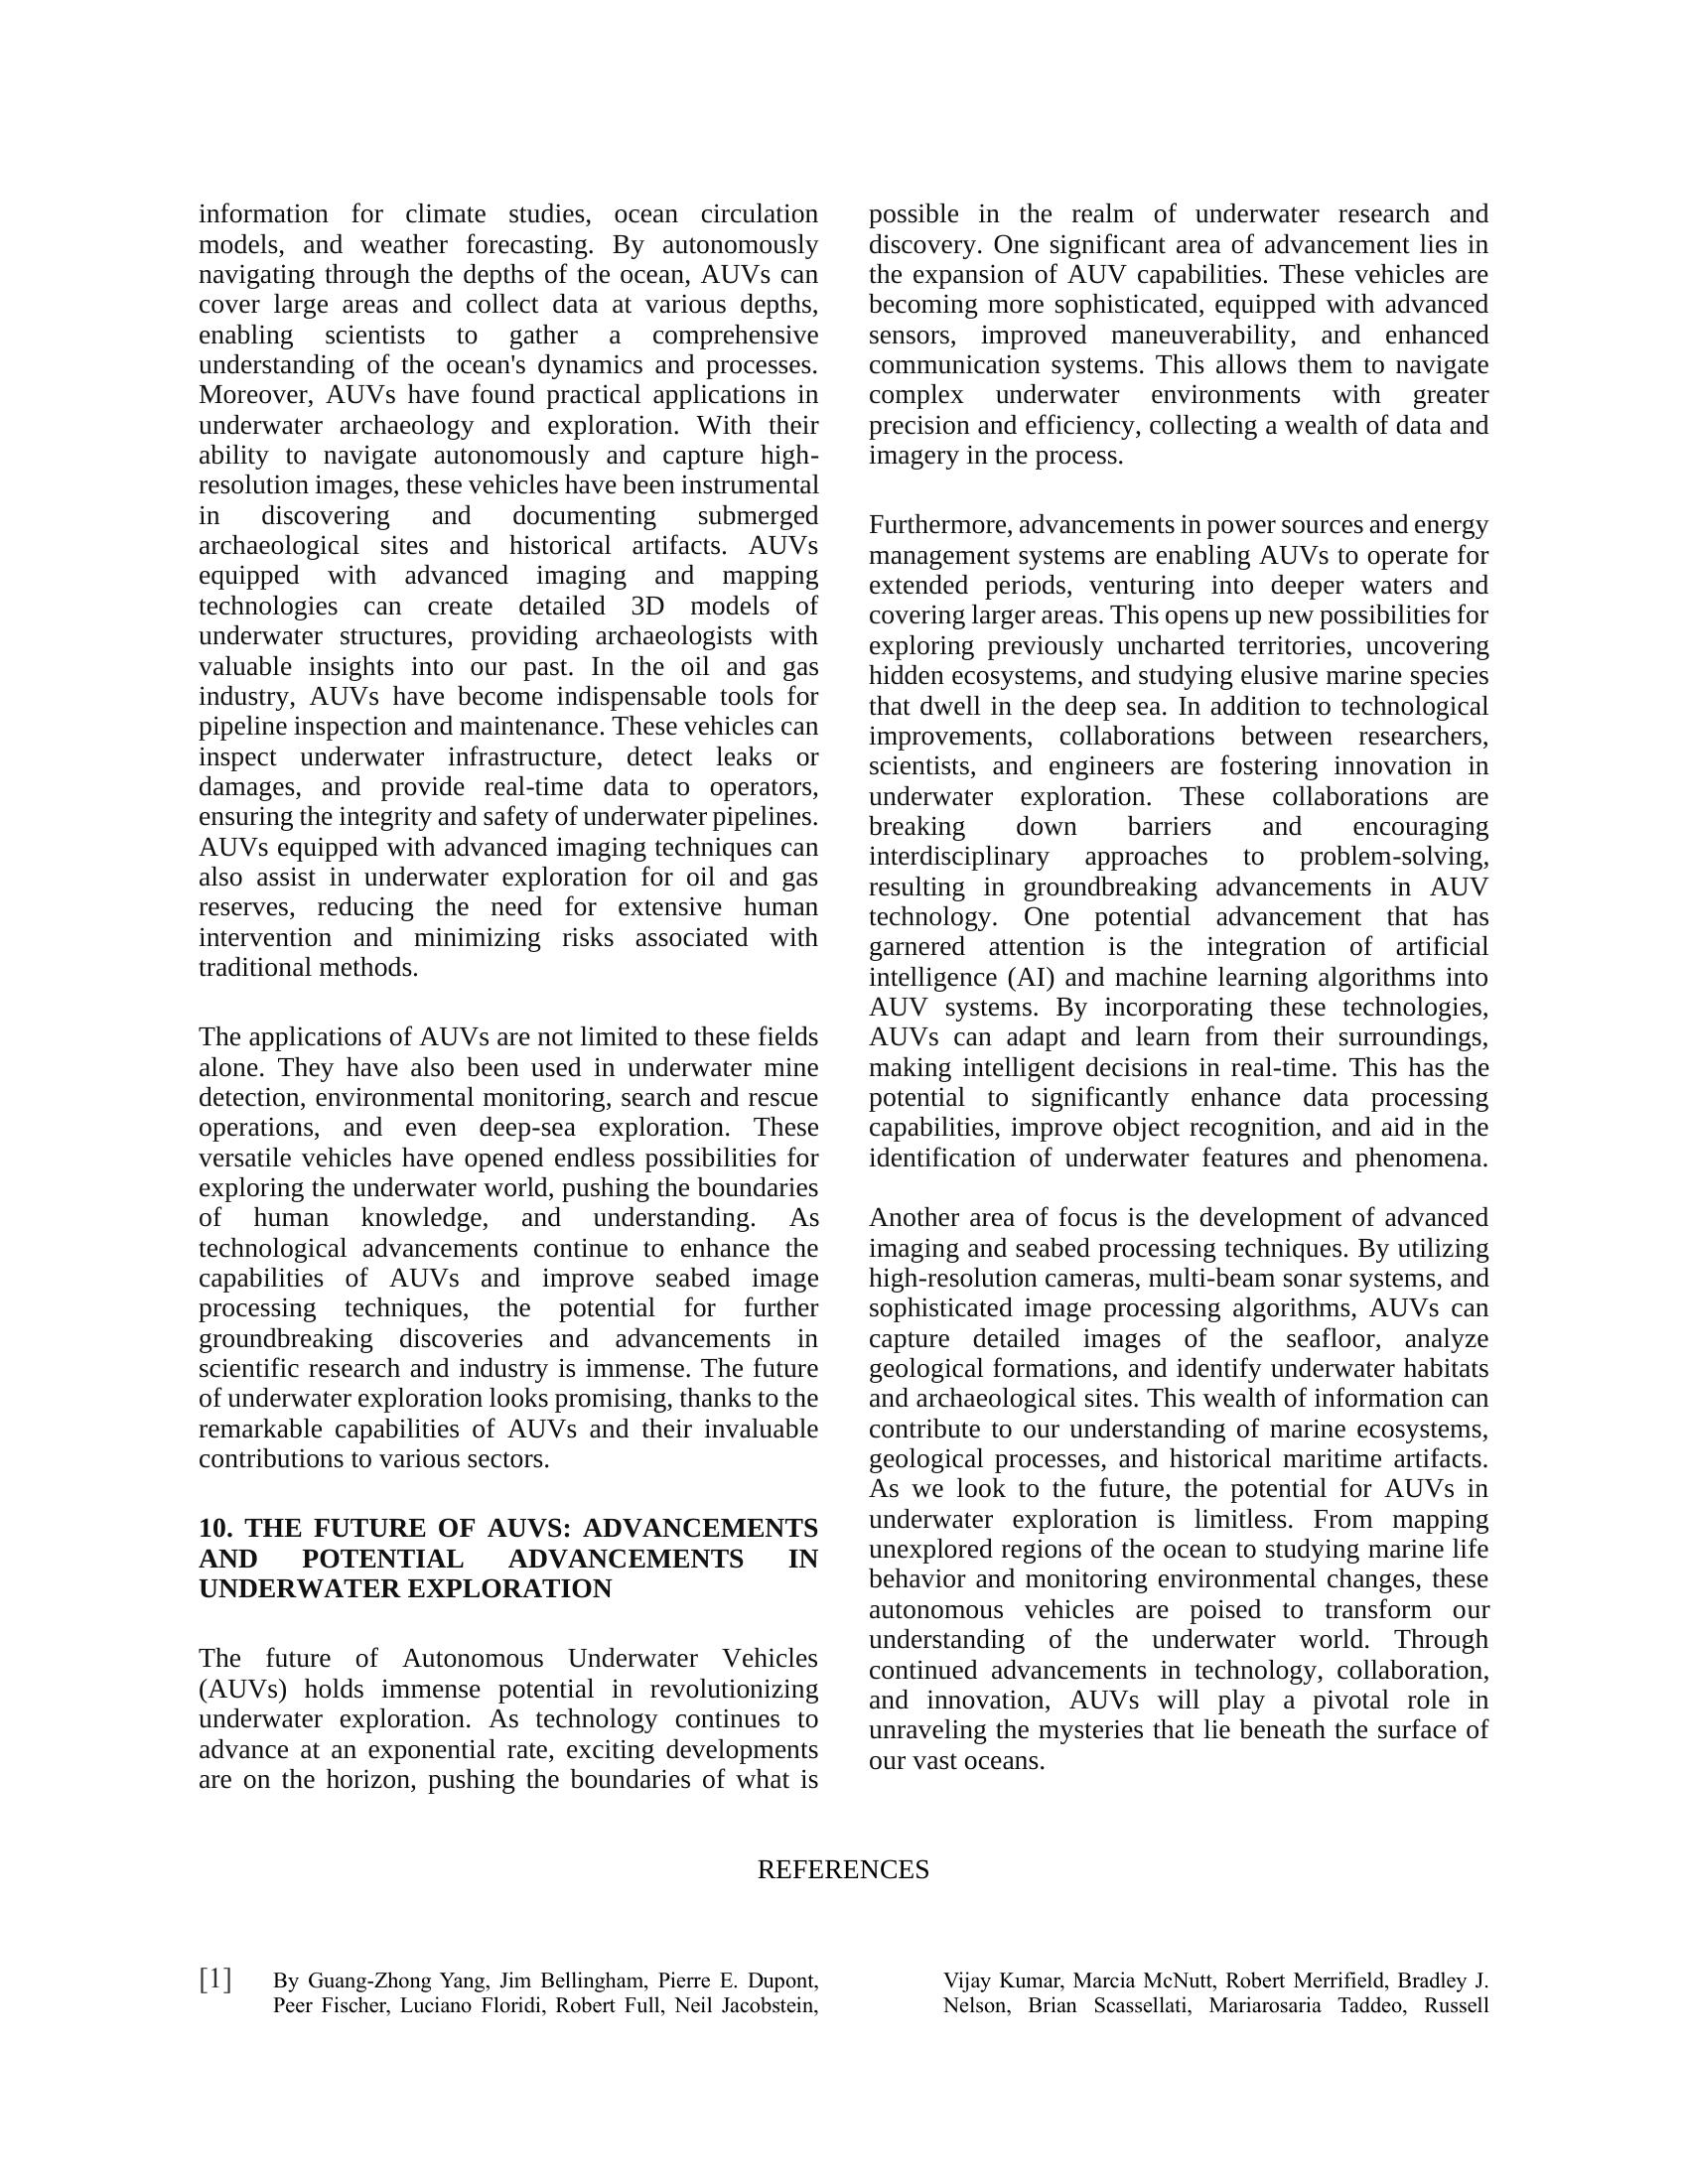 information for climate studies, ocean circulation
models, and weather forecasting. By autonomously
navigating through the depths of the ocean, AUVs can
cover large areas and collect data at various depths,
enabling scientists to gather a comprehensive
understanding of the ocean's dynamics and processes.
Moreover, AUVs have found practical applications in
underwater archaeology and exploration. With their
ability to navigate autonomously and capture high-
resolution images, these vehicles have been instrumental
in discovering and documenting submerged
archaeological sites and historical artifacts. AUVs
equipped with advanced imaging and mapping
technologies can create detailed 3D models of
underwater structures, providing archaeologists with
valuable insights into our past. In the oil and gas
industry, AUVs have become indispensable tools for
pipeline inspection and maintenance. These vehicles can
inspect underwater infrastructure, detect leaks or
damages, and provide real-time data to operators,
ensuring the integrity and safety of underwater pipelines.
AUVs equipped with advanced imaging techniques can
also assist in underwater exploration for oil and gas
reserves, reducing the need for extensive human
intervention and minimizing risks associated with
traditional methods.
The applications of AUVs are not limited to these fields
alone. They have also been used in underwater mine
detection, environmental monitoring, search and rescue
operations, and even deep-sea exploration. These
versatile vehicles have opened endless possibilities for
exploring the underwater world, pushing the boundaries
of human knowledge, and understanding. As
technological advancements continue to enhance the
capabilities of AUVs and improve seabed image
processing techniques, the potential for further
groundbreaking discoveries and advancements in
scientific research and industry is immense. The future
of underwater exploration looks promising, thanks to the
remarkable capabilities of AUVs and their invaluable
contributions to various sectors.
10. THE FUTURE OF AUVS: ADVANCEMENTS
AND POTENTIAL ADVANCEMENTS IN
UNDERWATER EXPLORATION
The future of Autonomous Underwater Vehicles
(AUVs) holds immense potential in revolutionizing
underwater exploration. As technology continues to
advance at an exponential rate, exciting developments
are on the horizon, pushing the boundaries of what is
possible in the realm of underwater research and
discovery. One significant area of advancement lies in
the expansion of AUV capabilities. These vehicles are
becoming more sophisticated, equipped with advanced
sensors, improved maneuverability, and enhanced
communication systems. This allows them to navigate
complex underwater environments with greater
precision and efficiency, collecting a wealth of data and
imagery in the process.
Furthermore, advancements in power sources and energy
management systems are enabling AUVs to operate for
extended periods, venturing into deeper waters and
covering larger areas. This opens up new possibilities for
exploring previously uncharted territories, uncovering
hidden ecosystems, and studying elusive marine species
that dwell in the deep sea. In addition to technological
improvements, collaborations between researchers,
scientists, and engineers are fostering innovation in
underwater exploration. These collaborations are
breaking down barriers and encouraging
interdisciplinary approaches to problem-solving,
resulting in groundbreaking advancements in AUV
technology. One potential advancement that has
garnered attention is the integration of artificial
intelligence (AI) and machine learning algorithms into
AUV systems. By incorporating these technologies,
AUVs can adapt and learn from their surroundings,
making intelligent decisions in real-time. This has the
potential to significantly enhance data processing
capabilities, improve object recognition, and aid in the
identification of underwater features and phenomena.
Another area of focus is the development of advanced
imaging and seabed processing techniques. By utilizing
high-resolution cameras, multi-beam sonar systems, and
sophisticated image processing algorithms, AUVs can
capture detailed images of the seafloor, analyze
geological formations, and identify underwater habitats
and archaeological sites. This wealth of information can
contribute to our understanding of marine ecosystems,
geological processes, and historical maritime artifacts.
As we look to the future, the potential for AUVs in
underwater exploration is limitless. From mapping
unexplored regions of the ocean to studying marine life
behavior and monitoring environmental changes, these
autonomous vehicles are poised to transform our
understanding of the underwater world. Through
continued advancements in technology, collaboration,
and innovation, AUVs will play a pivotal role in
unraveling the mysteries that lie beneath the surface of
our vast oceans.
REFERENCES
[1] By Guang-Zhong Yang, Jim Bellingham, Pierre E. Dupont,
Peer Fischer, Luciano Floridi, Robert Full, Neil Jacobstein,
Vijay Kumar, Marcia McNutt, Robert Merrifield, Bradley J.
Nelson, Brian Scassellati, Mariarosaria Taddeo, Russell